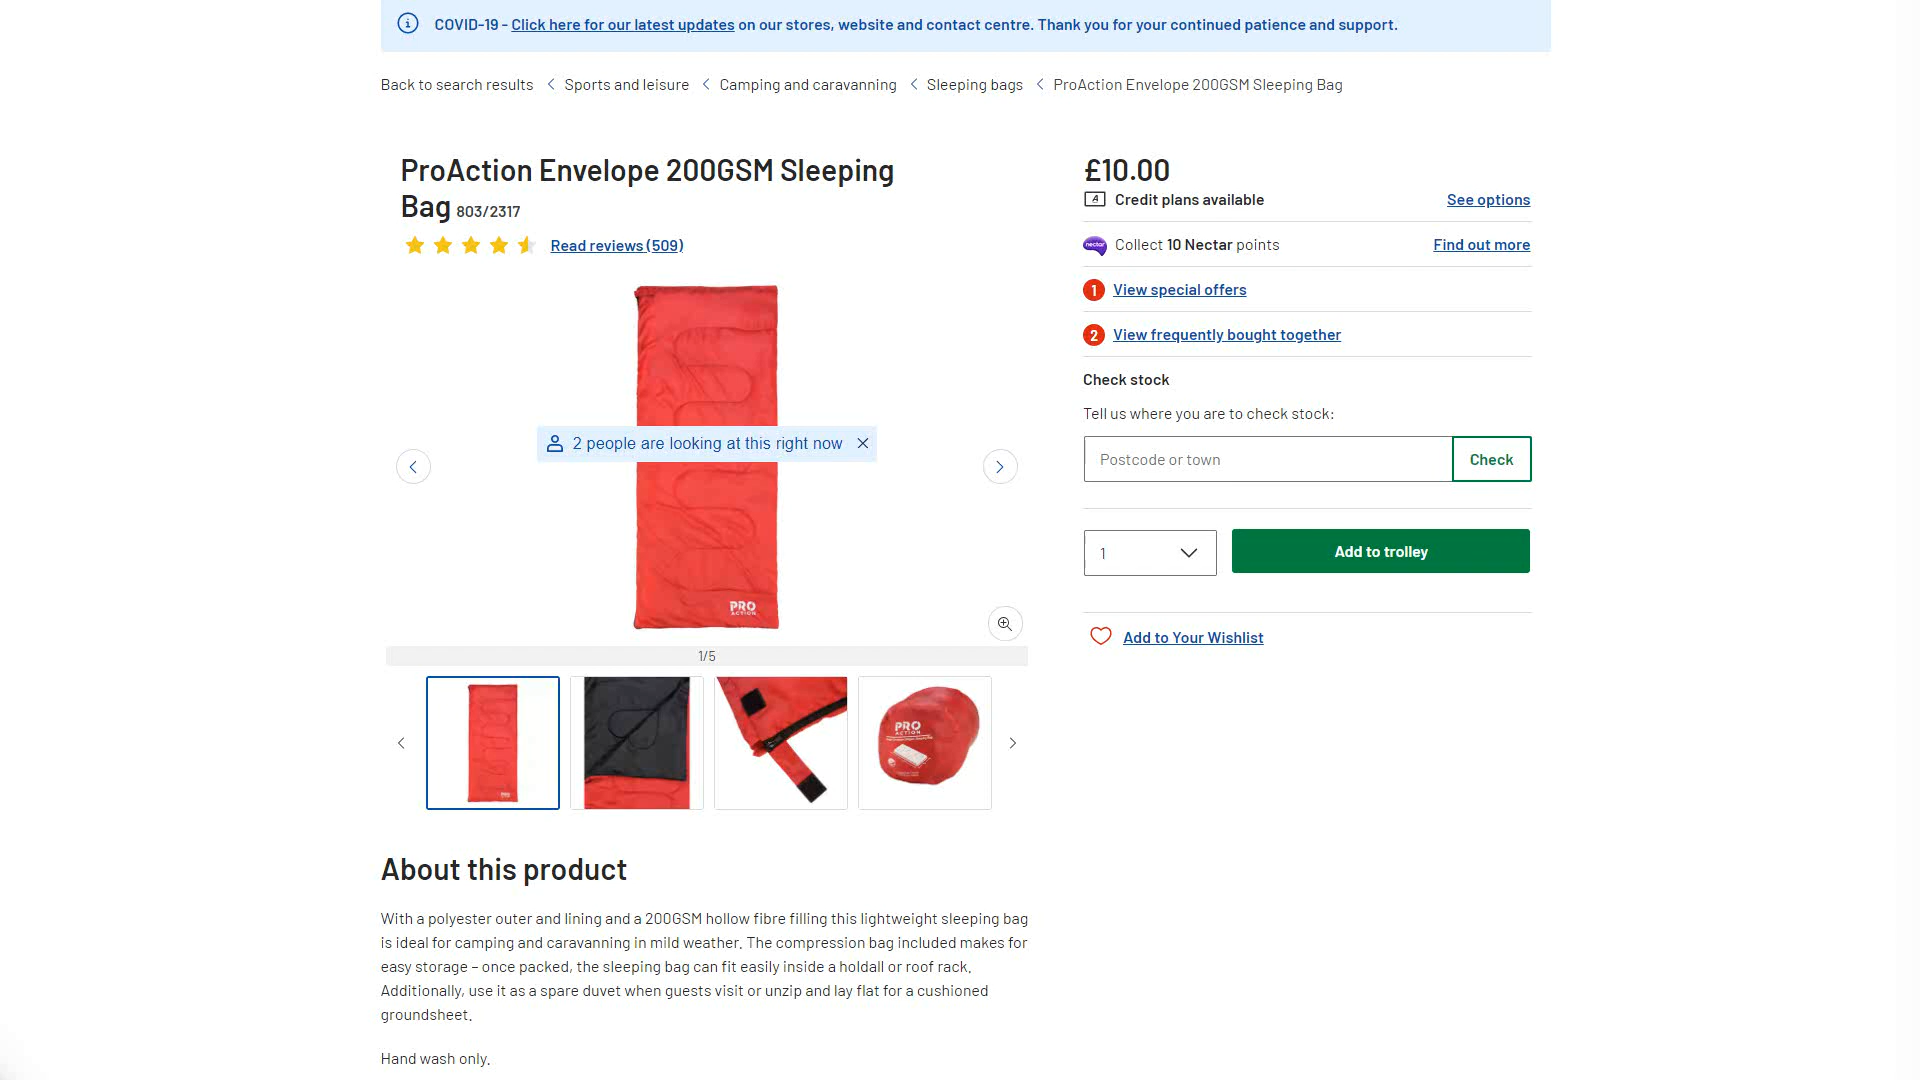 COVID-19 - Click here for our latest updates on our stores, website and contact centre. Thank you for your continued patience and support.
Back to search results Sports and leisure Camping and caravanning Sleeping bags ProAction Envelope 200GSM Sleeping Bag
ProAction Envelope 200GSM Sleeping
Bag 803/2317
Read reviews (509)
2 people are looking at this right now
PRO
ACTION
1/5
PRO
ACTION
£10.00
Credit plans available See options
nectar Collect 10 Nectar points Find out more
1 View special offers
2 View frequently bought together
Check stock
Tell us where you are to check stock:
Postcode or town Check
1 Add to trolley
Add to Your Wishlist
About this product
With a polyester outer and lining and a 200GSM hollow fibre filling this lightweight sleeping bag
is ideal for camping and caravanning in mild weather. The compression bag included makes for
easy storage – once packed, the sleeping bag can fit easily inside a holdall or roof rack.
Additionally, use it as a spare duvet when guests visit or unzip and lay flat for a cushioned
groundsheet.
Hand wash only.